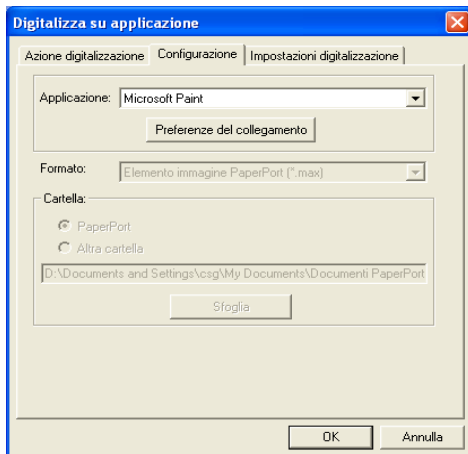 Digitalizza su applicazione
Azione digitalizzazione Configurazione Impostazioni digitalizzazione
Applicazione: Microsoft Paint
Preferenze del collegamento
Formato: Elemento immagine PaperPort (*.max)
Cartella:
PaperPort
Altra cartella
D:\Documents and Settings\csg\My Documents\Documenti PaperPort
Sfoglia
OK Annulla